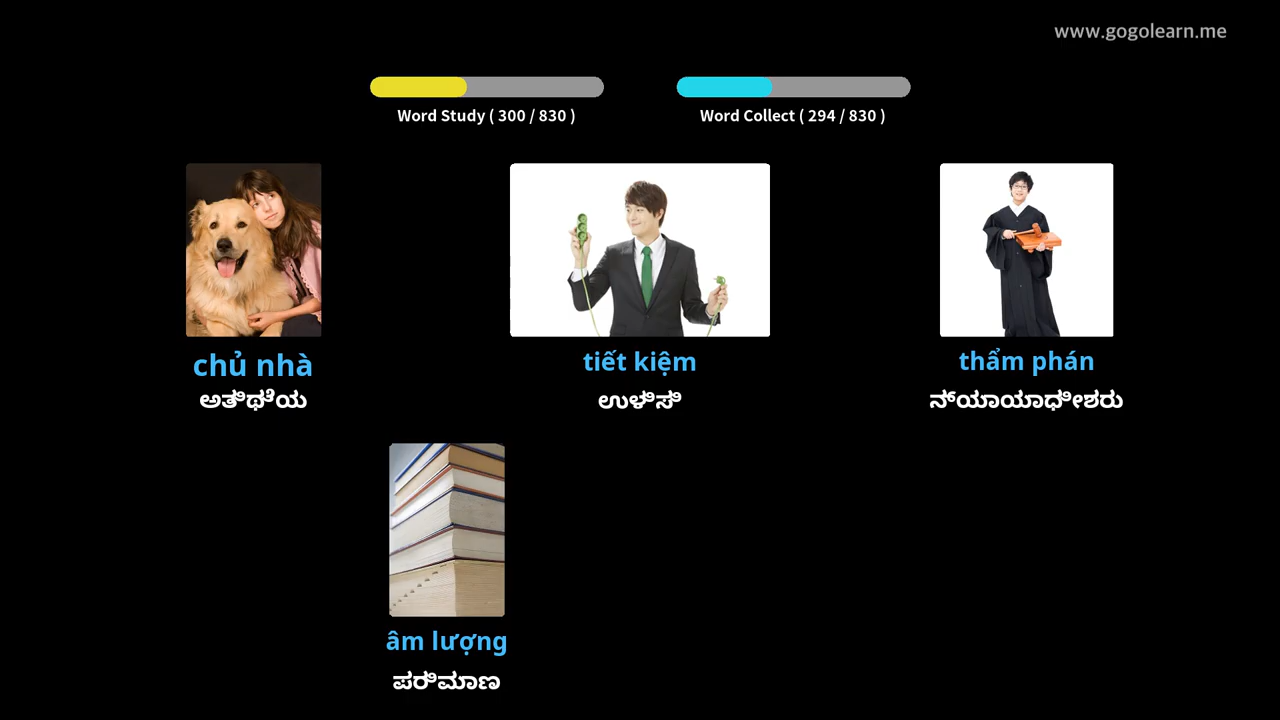 www.gogolearn.me
Word Study ( 300 / 830 )
Word Collect ( 294 / 830 )
chủ nhà
ಅತಿಥೆಯ
tiết kiệm
ಉಳಿಸಿ
thẩm phán
ನ್ಯಾಯಾಧೀಶರು
âm lượng
ಪರಿಮಾಣ